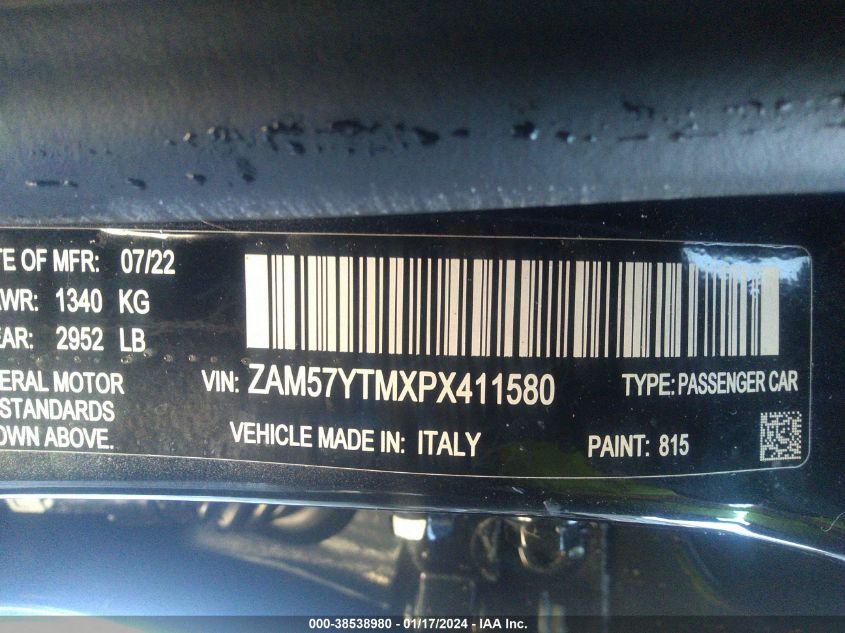 TE OF MFR: 07/22
AWR: 1340 KG
EAR: 2952 LB
ERAL MOTOR
STANDARDS
OWN ABOVE.
VIN: ZAM57YTMXPX411580
TYPE: PASSENGER CAR
VEHICLE MADE IN: ITALY
PAINT: 815
000-38538980 - 01/17/2024 - IAA Inc.